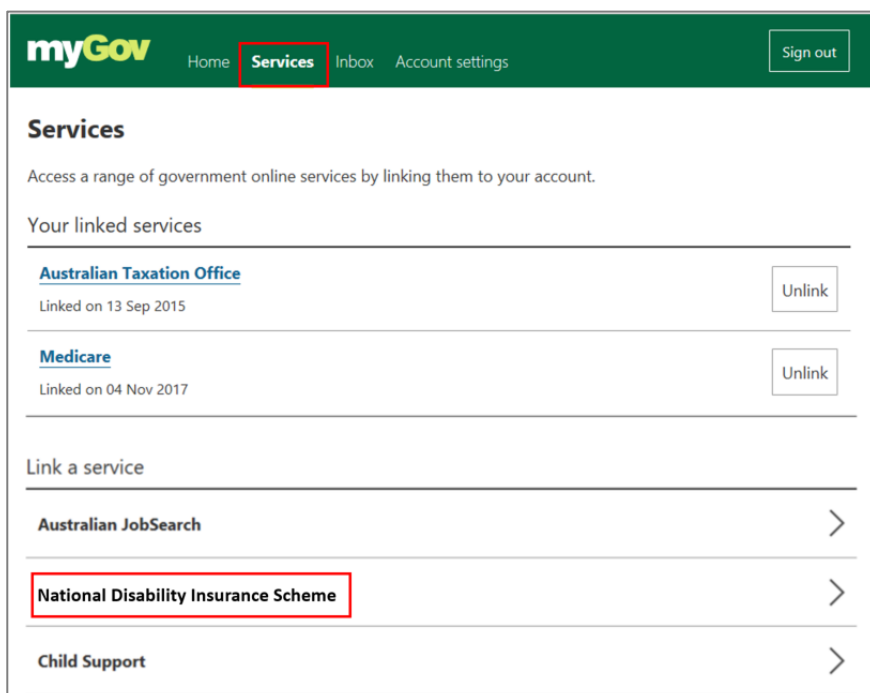 myGov
Home Services Inbox Account settings
Sign out
Services
Access a range of government online services by linking them to your account.
Your linked services
Australian Taxation Office
Linked on 13 Sep 2015
Unlink
Medicare
Linked on 04 Nov 2017
Unlink
Link a service
Australian JobSearch
National Disability Insurance Scheme
Child Support